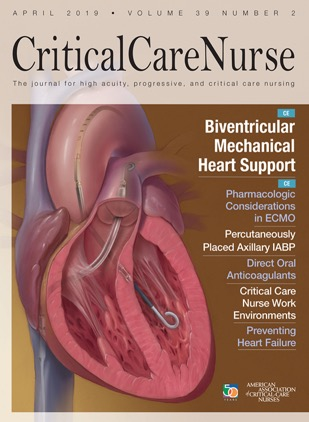 APRIL 2019 • VOLUME 39 NUMBER 2
CriticalCareNurse
The journal for high acuity, progressive, and critical care nursing
CE
Biventricular
Mechanical
Heart Support
CE
Pharmacologic
Considerations
in ECMO
Percutaneously
Placed Axillary IABP
Direct Oral
Anticoagulants
Critical Care
Nurse Work
Environments
Preventing
Heart Failure
50
YEARS
AMERICAN
ASSOCIATION
of CRITICAL-CARE
NURSES